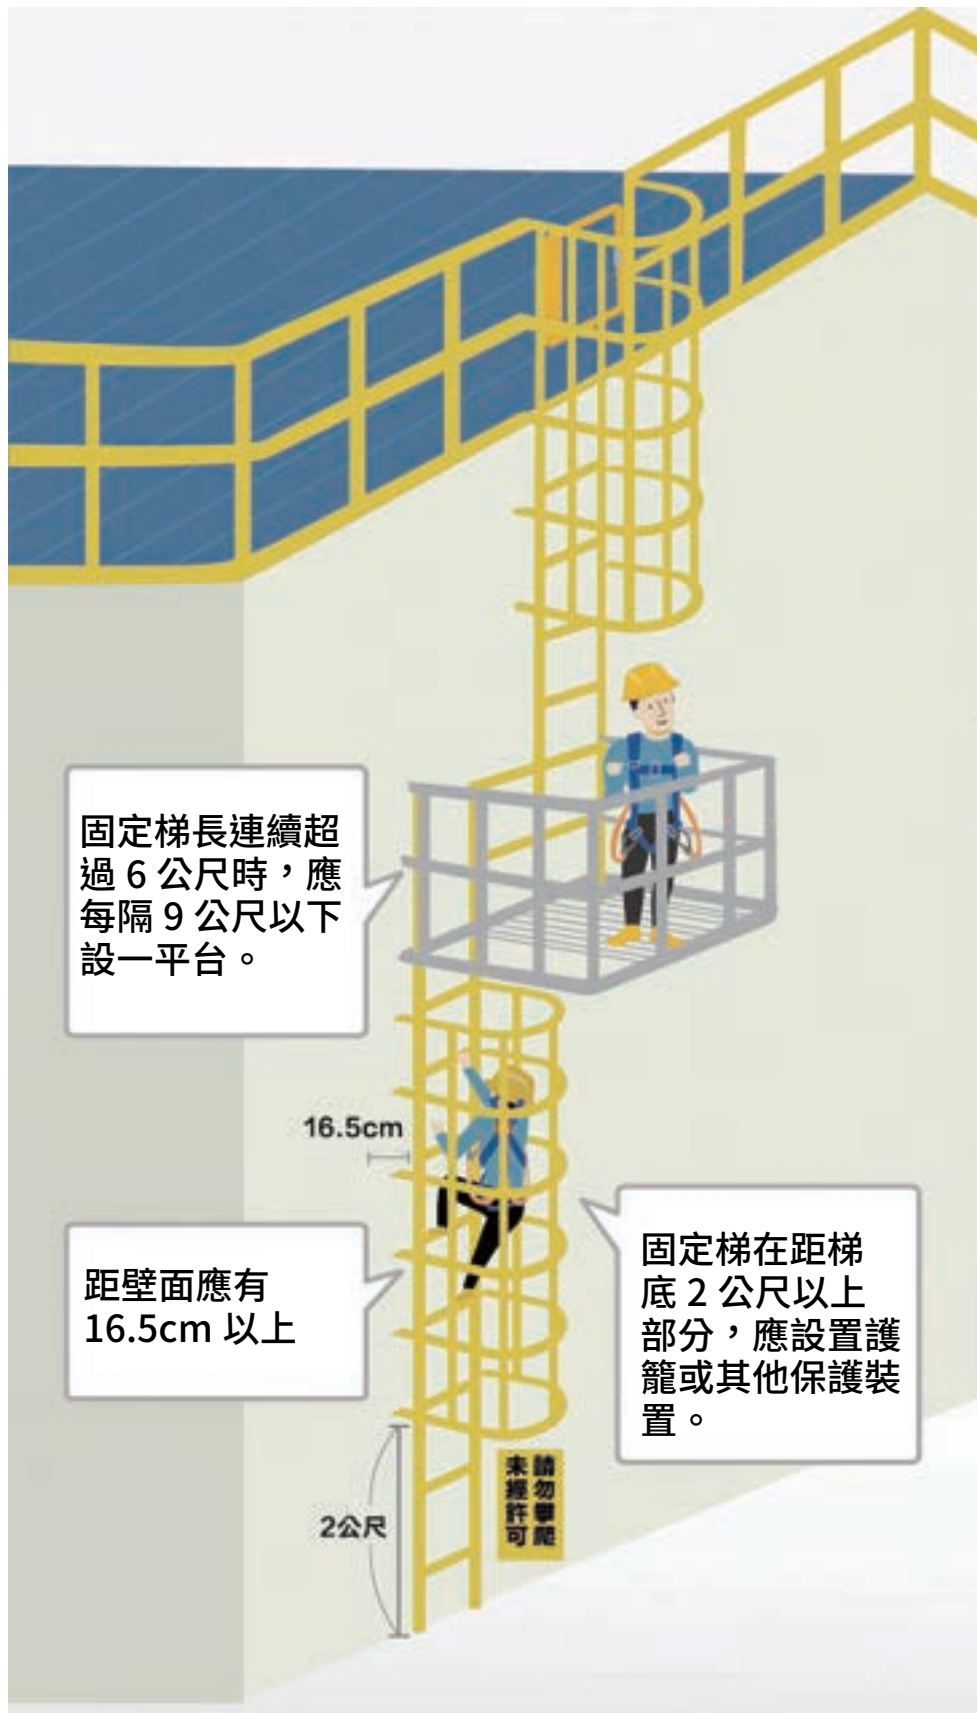 固定梯長連續超
過 6 公尺時，應
每隔 9 公尺以下
設一平台。
16.5cm
距壁面應有
16.5cm 以上
固定梯在距梯
底 2 公尺以上
部分，應設置護
籠或其他保護裝
置。
2公尺
未經許可
請勿攀爬